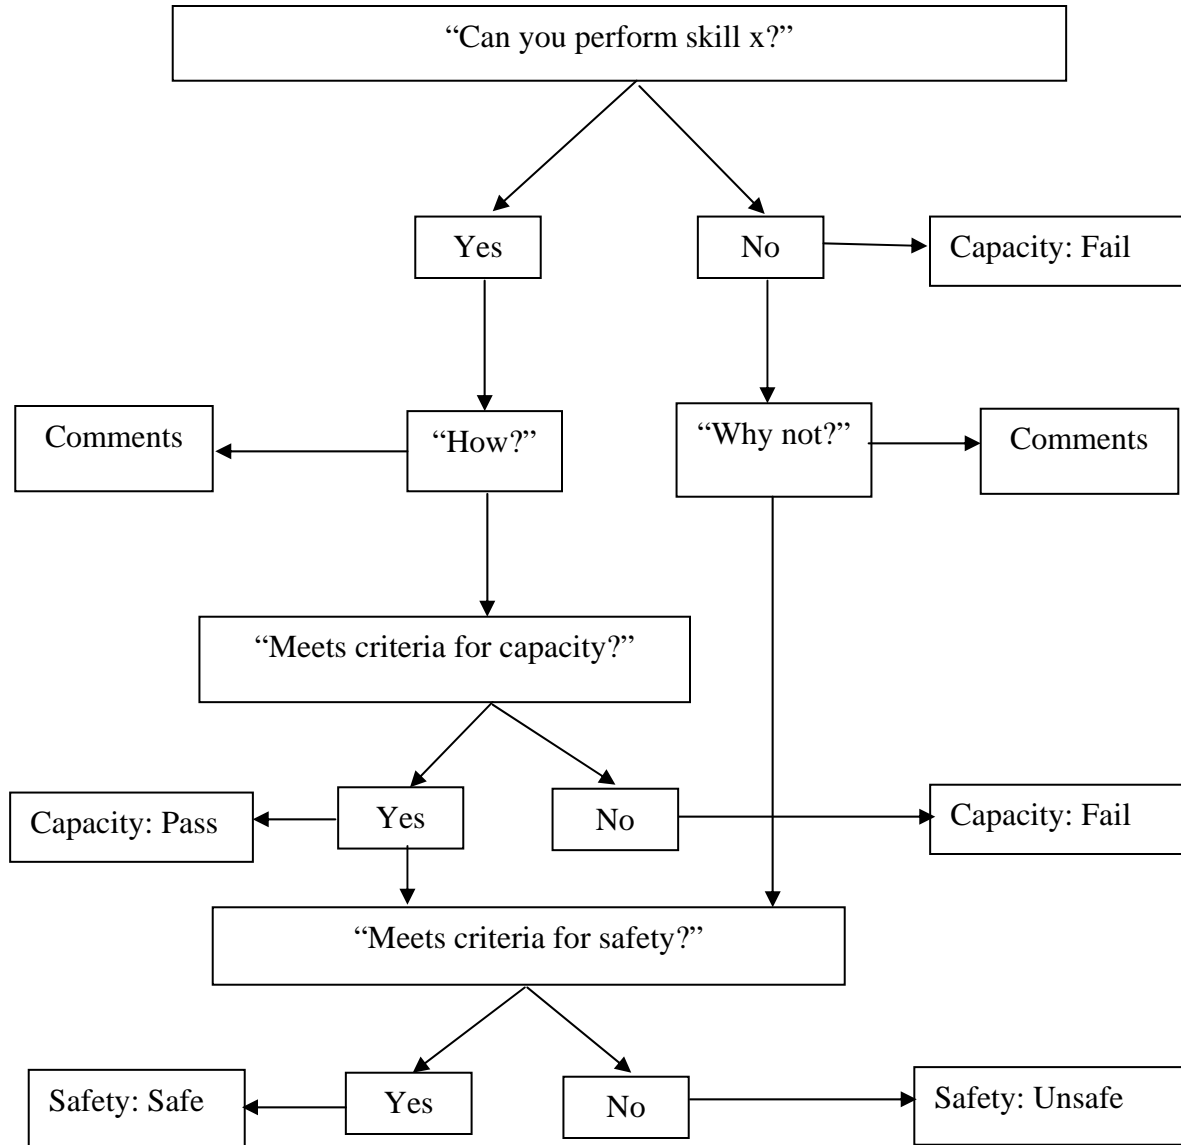 “Can you perform skill x?”
Yes
No
Capacity: Fail
Comments
“How?”
“Why not?”
Comments
“Meets criteria for capacity?”
Capacity: Pass
Yes
No
Capacity: Fail
“Meets criteria for safety?”
Safety: Safe
Yes
No
Safety: Unsafe